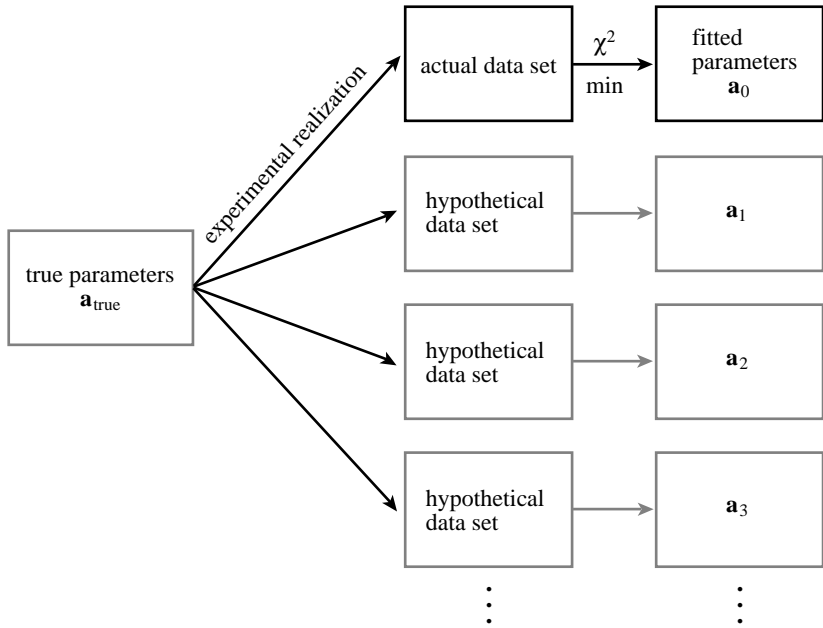 actual data set
χ²
min
fitted
parameters
a₀
experimental realization
hypothetical
data set
a₁
true parameters
a_true
hypothetical
data set
a₂
hypothetical
data set
a₃